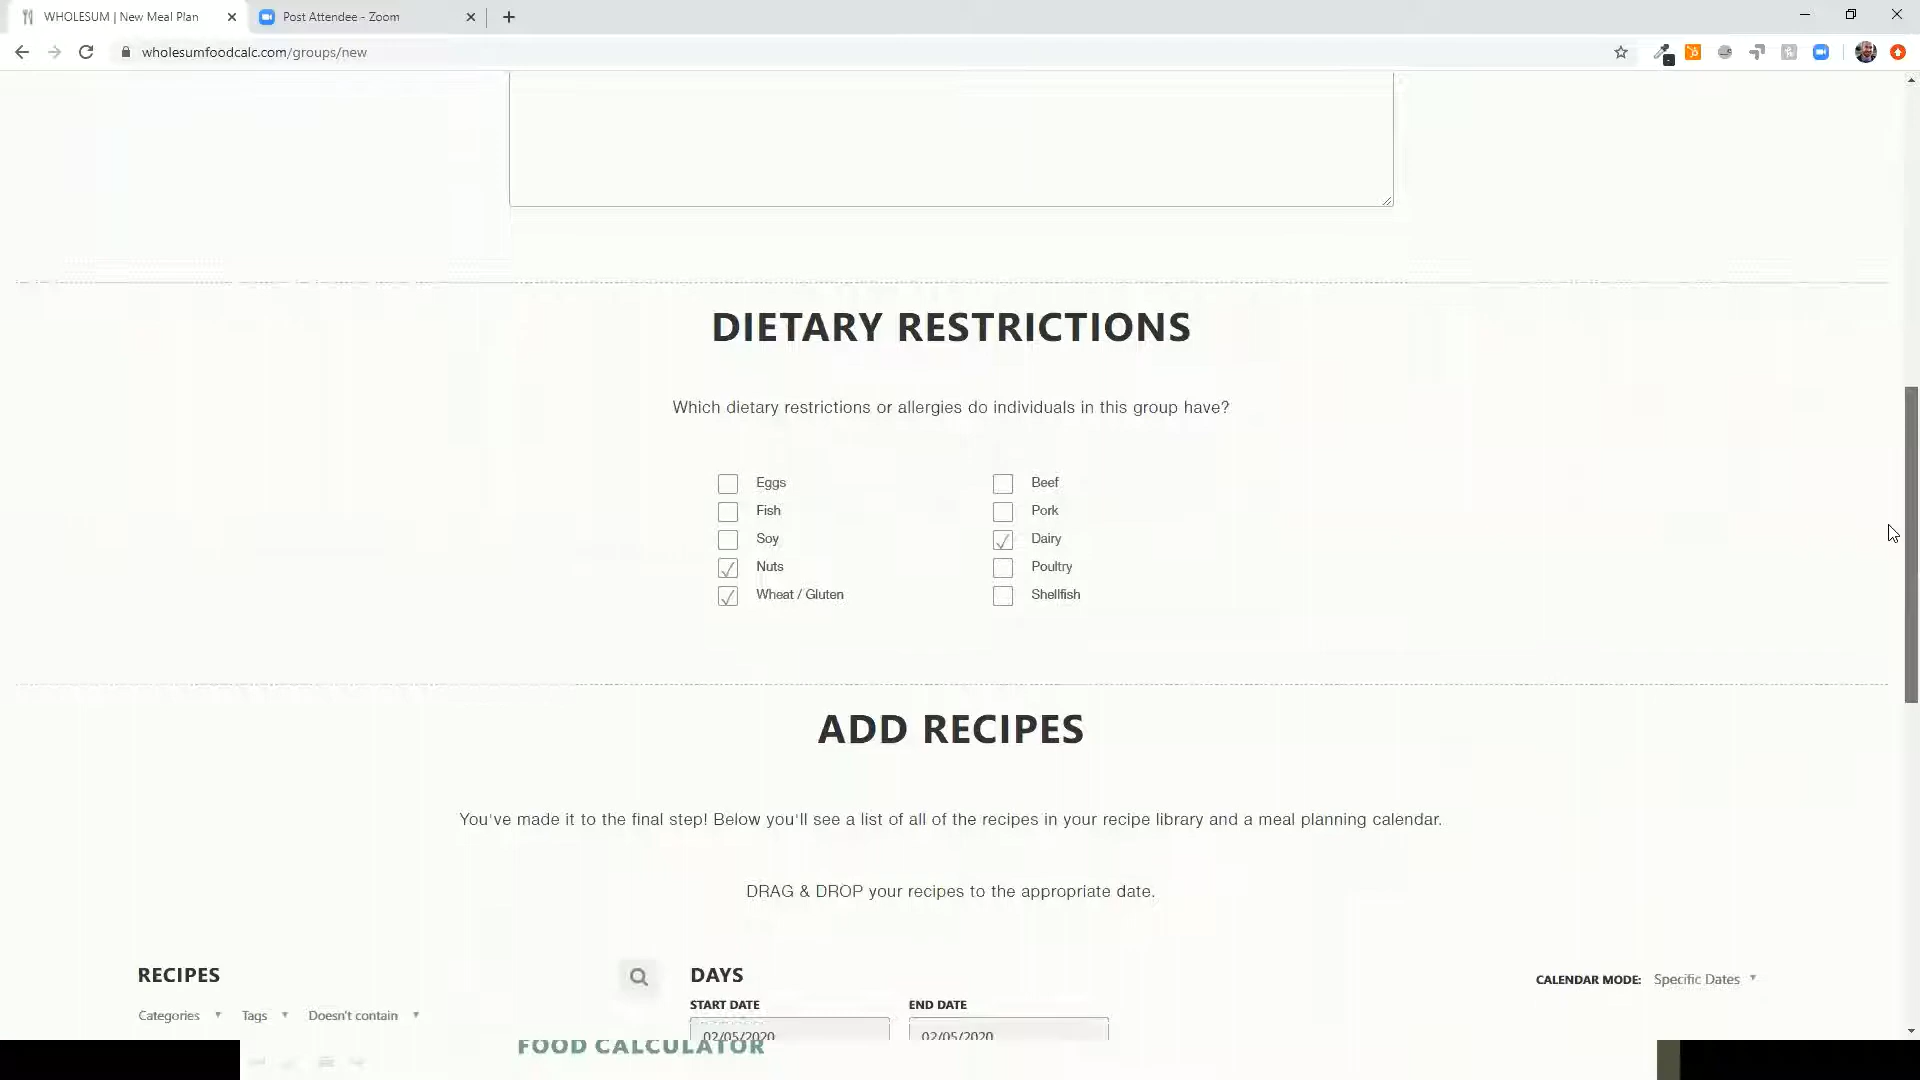 WHOLESUM | New Meal Plan
Post Attendee - Zoom
wholesumfoodcalc.com/groups/new
DIETARY RESTRICTIONS
Which dietary restrictions or allergies do individuals in this group have?
Eggs
Beef
Fish
Pork
Soy
Dairy
Nuts
Poultry
Wheat / Gluten
Shellfish
ADD RECIPES
You've made it to the final step! Below you'll see a list of all of the recipes in your recipe library and a meal planning calendar.
DRAG & DROP your recipes to the appropriate date.
RECIPES
DAYS
CALENDAR MODE: Specific Dates
START DATE
END DATE
Categories
Tags
Doesn't contain
02/05/2020
02/05/2020
FOOD CALCULATOR